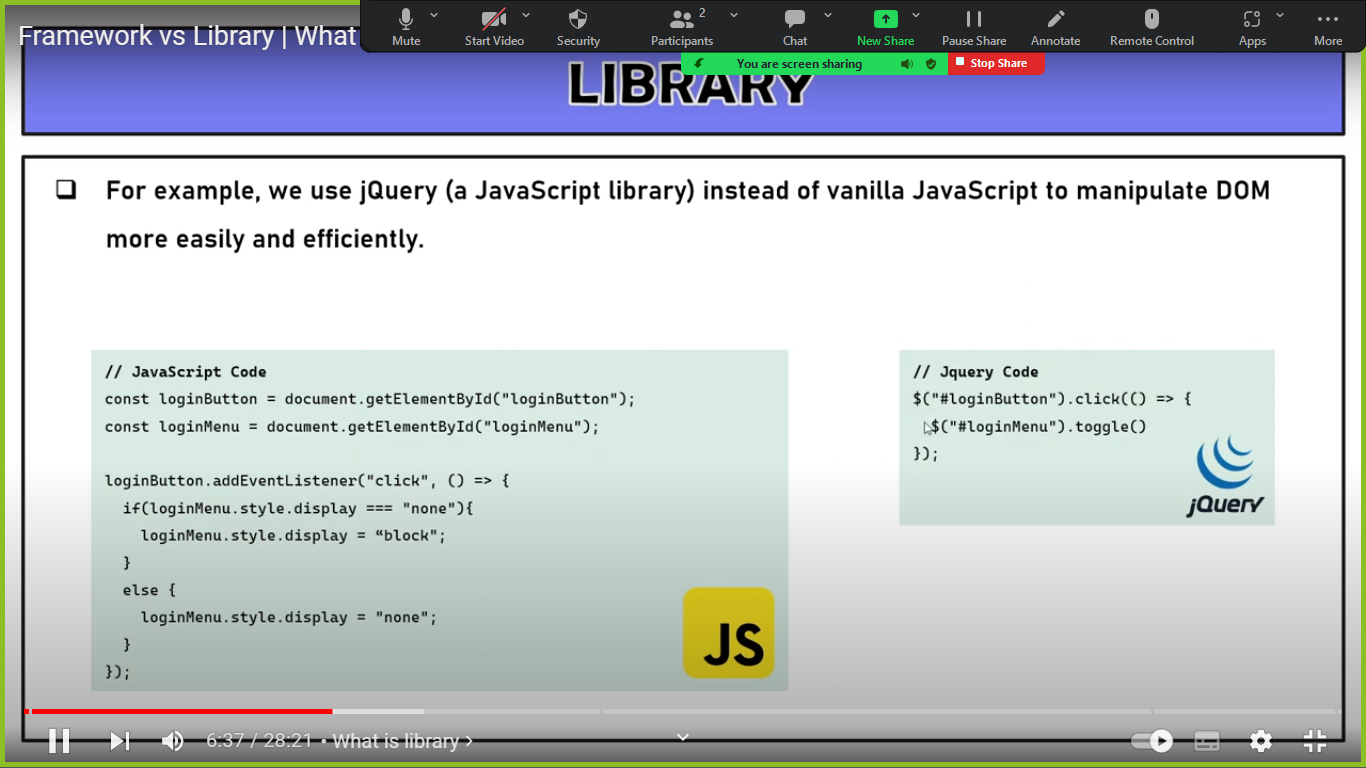 Framework vs Library | What
Mute
Start Video
Security
2
Participants
Chat
New Share
Pause Share
Annotate
Remote Control
Apps
More
You are screen sharing
Stop Share
LIBRARY
For example, we use jQuery (a JavaScript library) instead of vanilla JavaScript to manipulate DOM
more easily and efficiently.
// JavaScript Code
const loginButton = document.getElementById("loginButton");
const loginMenu = document.getElementById("loginMenu");
loginButton.addEventListener("click", () => {
if(loginMenu.style.display === "none"){
loginMenu.style.display = “block";
}
else {
loginMenu.style.display = "none";
}
});
JS
// Jquery Code
$("#loginButton").click(() => {
$("#loginMenu").toggle()
});
jQuery
6:37 / 28:21 • What is library >